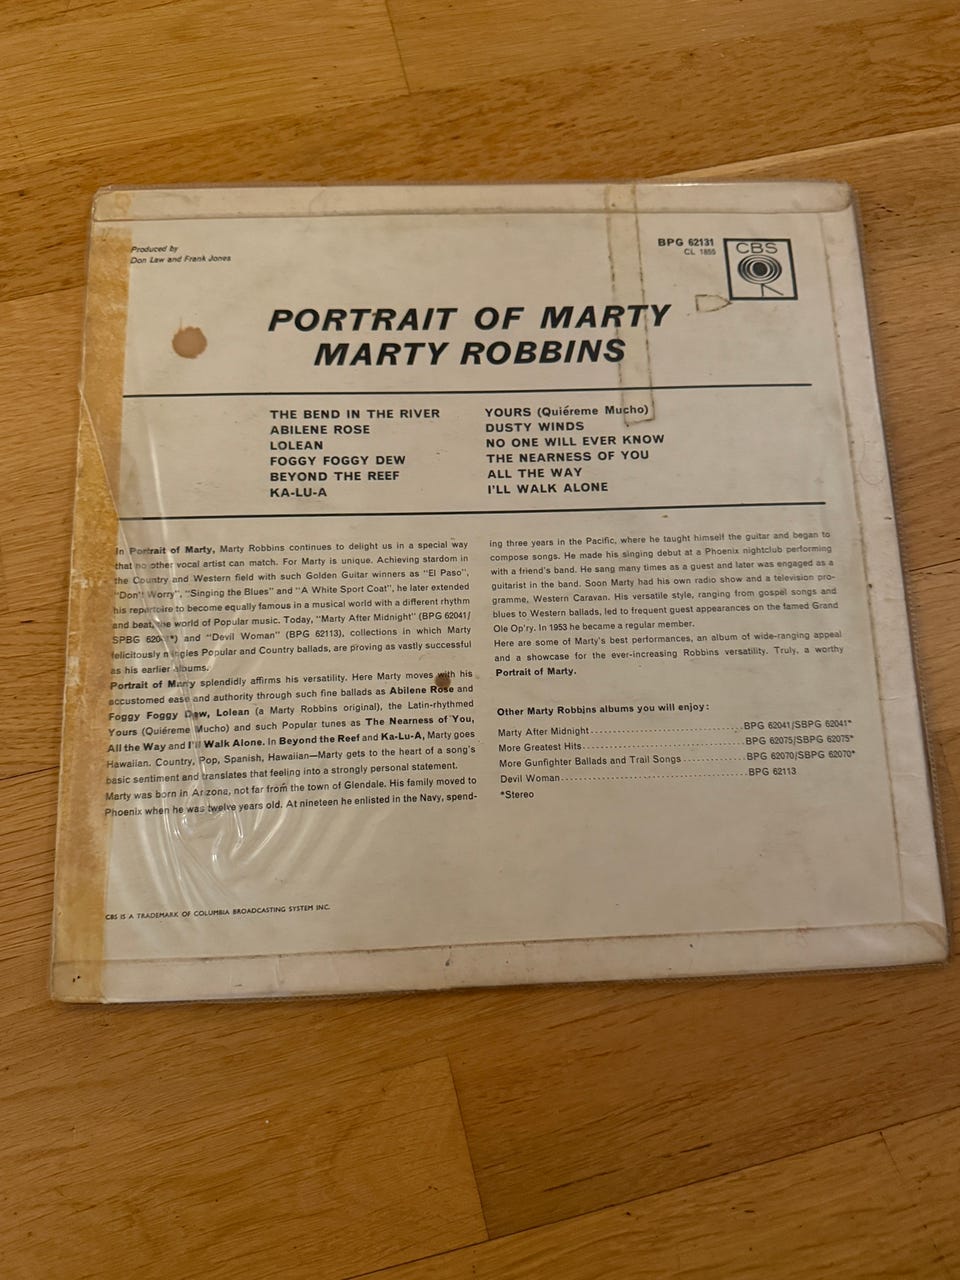 Produced by
Don Law and Frank Jones
BPG 62131
CL 1855
CBS
PORTRAIT OF MARTY
MARTY ROBBINS
THE BEND IN THE RIVER
ABILENE ROSE
LOLEAN
FOGGY FOGGY DEW
BEYOND THE REEF
KA-LU-A
YOURS (Quiéreme Mucho)
DUSTY WINDS
NO ONE WILL EVER KNOW
THE NEARNESS OF YOU
ALL THE WAY
I'LL WALK ALONE
In Portrait of Marty, Marty Robbins continues to delight us in a special way
that no other vocal artist can match. For Marty is unique. Achieving stardom in
the Country and Western field with such Golden Guitar winners as "El Paso",
"Don't Worry", "Singing the Blues" and "A White Sport Coat", he later extended
his repertoire to become equally famous in a musical world with a different rhythm
and beat, the world of Popular music. Today, "Marty After Midnight" (BPG 62041/
SPBG 62041*) and "Devil Woman" (BPG 62113), collections in which Marty
felicitously mingles Popular and Country ballads, are proving as vastly successful
as his earlier albums.
Portrait of Marty splendidly affirms his versatility. Here Marty moves with his
accustomed ease and authority through such fine ballads as Abilene Rose and
Foggy Foggy Dew, Lolean (a Marty Robbins original), the Latin-rhythmed
Yours (Quiéreme Mucho) and such Popular tunes as The Nearness of You,
All the Way and I'll Walk Alone. In Beyond the Reef and Ka-Lu-A, Marty goes
Hawaiian. Country, Pop, Spanish, Hawaiian—Marty gets to the heart of a song's
basic sentiment and translates that feeling into a strongly personal statement.
Marty was born in Arizona, not far from the town of Glendale. His family moved to
Phoenix when he was twelve years old. At nineteen he enlisted in the Navy, spend-
ing three years in the Pacific, where he taught himself the guitar and began to
compose songs. He made his singing debut at a Phoenix nightclub performing
with a friend's band. He sang many times as a guest and later was engaged as a
guitarist in the band. Soon Marty had his own radio show and a television pro-
gramme, Western Caravan. His versatile style, ranging from gospel songs and
blues to Western ballads, led to frequent guest appearances on the famed Grand
Ole Op'ry. In 1953 he became a regular member.
Here are some of Marty's best performances, an album of wide-ranging appeal
and a showcase for the ever-increasing Robbins versatility. Truly, a worthy
Portrait of Marty.
Other Marty Robbins albums you will enjoy:
Marty After Midnight..............................BPG 62041/SBPG 62041*
More Greatest Hits................................BPG 62075/SBPG 62075*
More Gunfighter Ballads and Trail Songs.............BPG 62070/SBPG 62070*
Devil Woman.....................................BPG 62113
*Stereo
CBS IS A TRADEMARK OF COLUMBIA BROADCASTING SYSTEM INC.